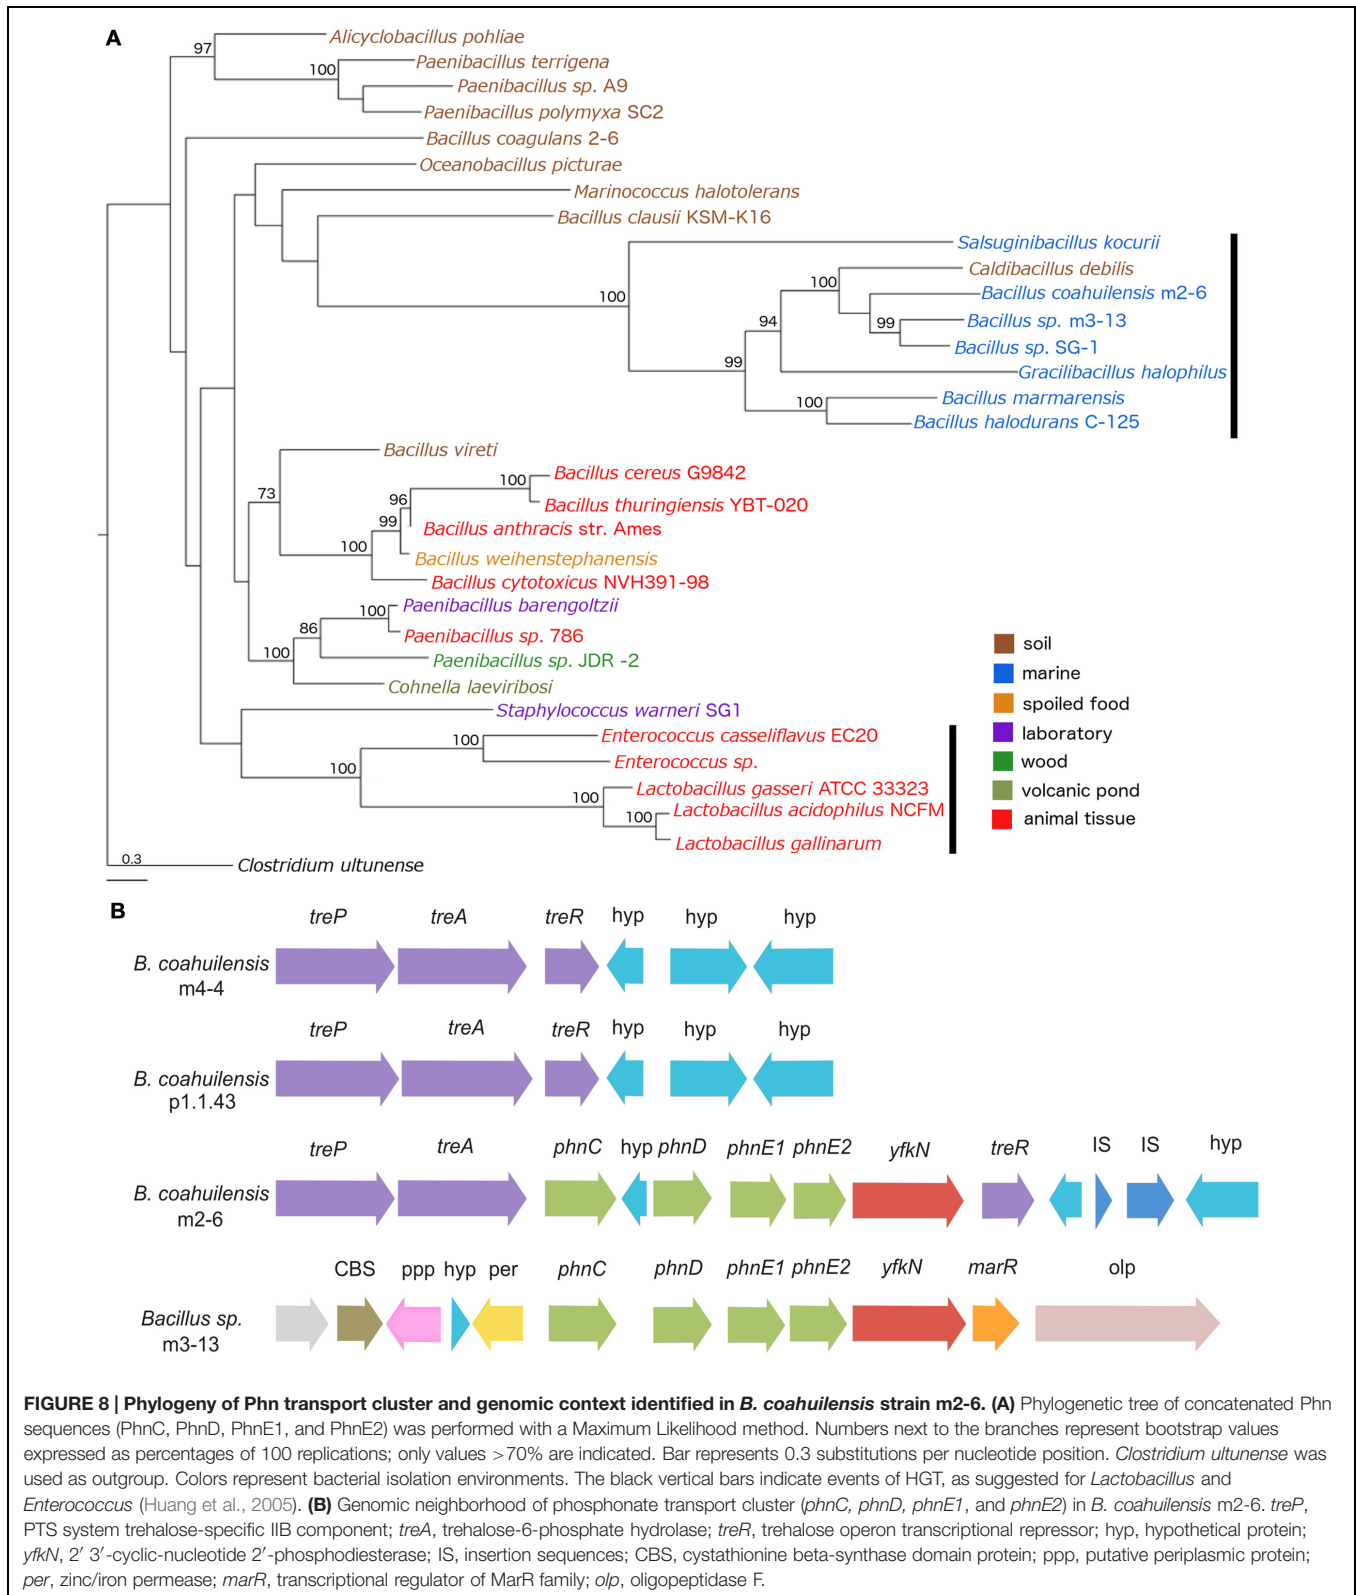 A
97
Alicyclobacillus pohliae
100
Paenibacillus terrigena
Paenibacillus sp. A9
Paenibacillus polymyxa SC2
Bacillus coagulans 2-6
Oceanobacillus picturae
Marinococcus halotolerans
Bacillus clausii KSM-K16
100
Salsuginibacillus kocurii
100
Caldibacillus debilis
Bacillus coahuilensis m2-6
94
99
Bacillus sp. m3-13
Bacillus sp. SG-1
99
Gracilibacillus halophilus
100
Bacillus marmarensis
Bacillus halodurans C-125
Bacillus vireti
73
100
Bacillus cereus G9842
96
Bacillus thuringiensis YBT-020
99
Bacillus anthracis str. Ames
100
Bacillus weihenstephanensis
Bacillus cytotoxicus NVH391-98
100
Paenibacillus barengoltzii
86
Paenibacillus sp. 786
100
Paenibacillus sp. JDR -2
Cohnella laeviribosi
Staphylococcus warneri SG1
100
Enterococcus casseliflavus EC20
100
Enterococcus sp.
100
Lactobacillus gasseri ATCC 33323
100
Lactobacillus acidophilus NCFM
Lactobacillus gallinarum
0.3
Clostridium ultunense
soil
marine
spoiled food
laboratory
wood
volcanic pond
animal tissue
B
treP treA treR hyp hyp hyp
B. coahuilensis
m4-4
treP treA treR hyp hyp hyp
B. coahuilensis
p1.1.43
treP treA phnC hyp phnD phnE1 phnE2 yfkN treR IS IS hyp
B. coahuilensis
m2-6
CBS ppp hyp per phnC phnD phnE1 phnE2 yfkN marR olp
Bacillus sp.
m3-13
FIGURE 8 | Phylogeny of Phn transport cluster and genomic context identified in B. coahuilensis strain m2-6. (A) Phylogenetic tree of concatenated Phn
sequences (PhnC, PhnD, PhnE1, and PhnE2) was performed with a Maximum Likelihood method. Numbers next to the branches represent bootstrap values
expressed as percentages of 100 replications; only values >70% are indicated. Bar represents 0.3 substitutions per nucleotide position. Clostridium ultunense was
used as outgroup. Colors represent bacterial isolation environments. The black vertical bars indicate events of HGT, as suggested for Lactobacillus and
Enterococcus (Huang et al., 2005). (B) Genomic neighborhood of phosphonate transport cluster (phnC, phnD, phnE1, and phnE2) in B. coahuilensis m2-6. treP,
PTS system trehalose-specific IIB component; treA, trehalose-6-phosphate hydrolase; treR, trehalose operon transcriptional repressor; hyp, hypothetical protein;
yfkN, 2′ 3′-cyclic-nucleotide 2′-phosphodiesterase; IS, insertion sequences; CBS, cystathionine beta-synthase domain protein; ppp, putative periplasmic protein;
per, zinc/iron permease; marR, transcriptional regulator of MarR family; olp, oligopeptidase F.